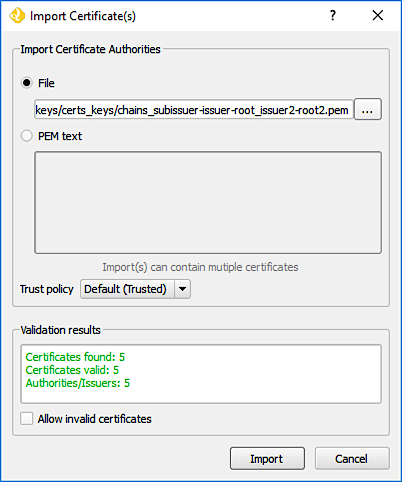 Import Certificate(s)
?
Import Certificate Authorities
File
keys/certs_keys/chains_subissuer-issuer-root_issuer2-root2.pem
...
PEM text
Import(s) can contain mutiple certificates
Trust policy
Default (Trusted)
Validation results
Certificates found: 5
Certificates valid: 5
Authorities/Issuers: 5
Allow invalid certificates
Import
Cancel